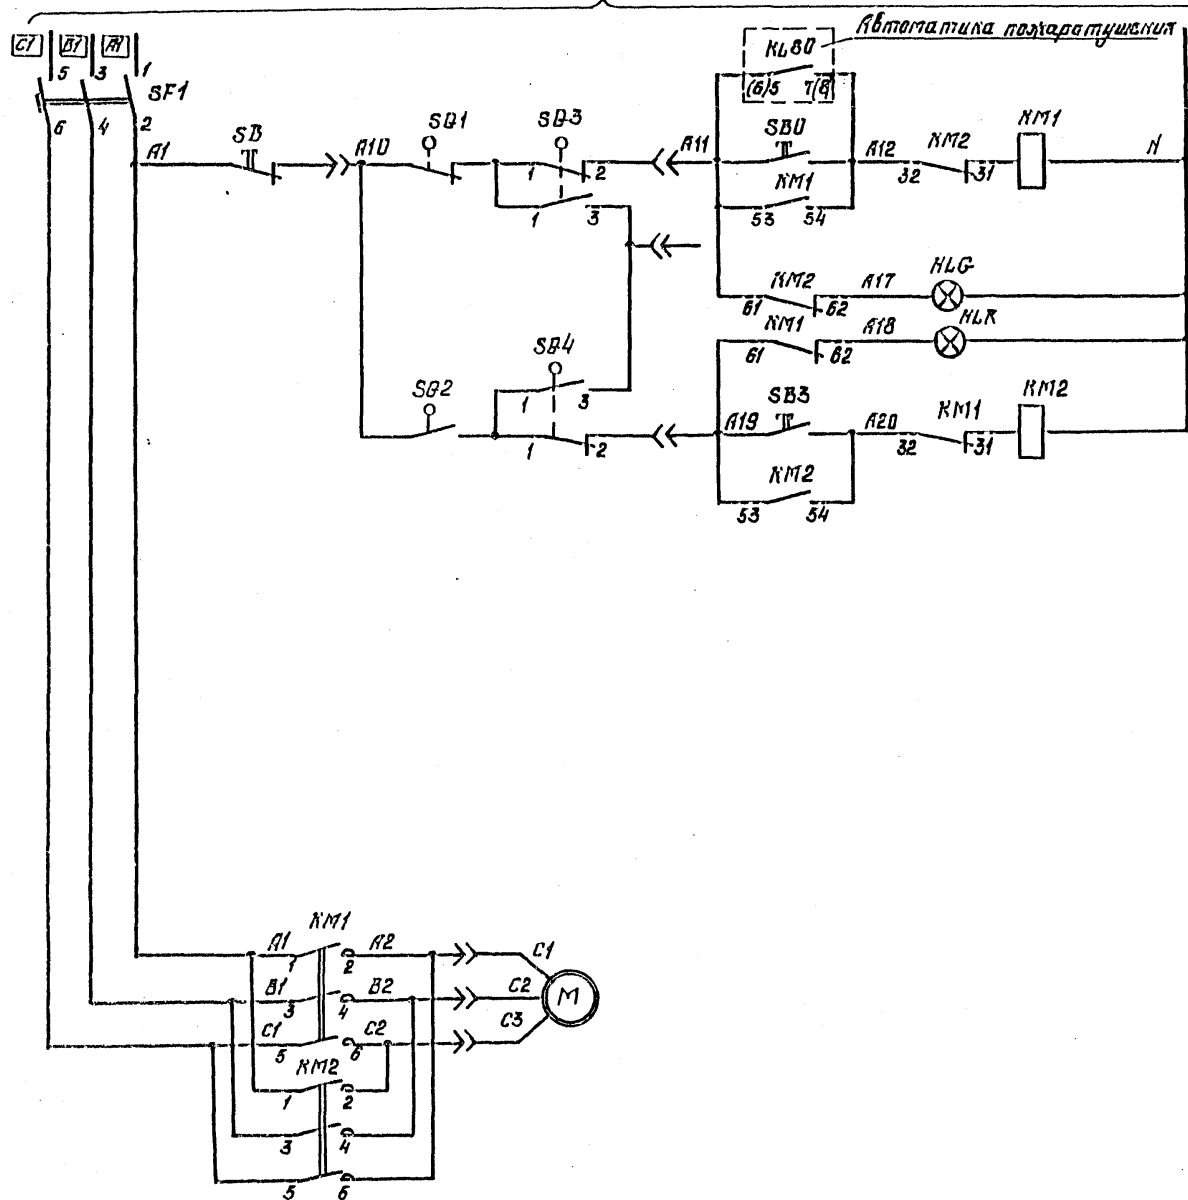 C1 B1 A1
Автоматика пожаратушения
KL80
5 3 1
SF1
(6)5 7(8)
6 4 2
SB SQ1 SQ3 SB0 KM1
A1 A10 A11 A12 KM2 N
1 2 32 31
KM1
1 3 53 54
KM2 A17 HLG
61 62
KM1 A18 HLR
61 62
SQ4
SQ2 1 3 SB3 KM2
A19 A20 KM1
1 2 32 31
KM2
53 54
KM1
A1 A2
1 2 C1
B1 B2 C2
3 4 M
C1 C2 C3
5 6
KM2
1 2
3 4
5 6